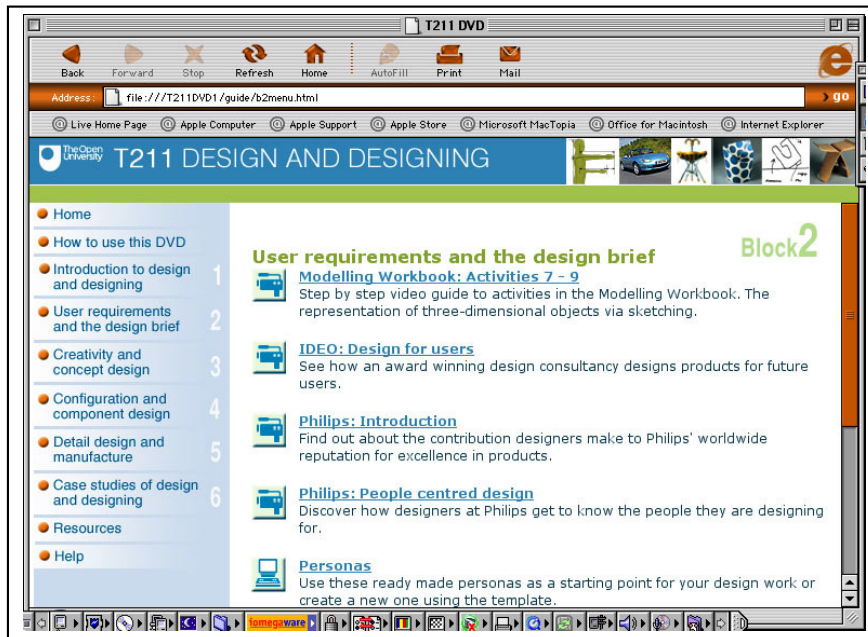 T211 DVD
Back Forward Stop Refresh Home AutoFill Print Mail
Address: file:///T211DVD1/guide/b2menu.html go
Live Home Page Apple Computer Apple Support Apple Store Microsoft MacTopia Office for Macintosh Internet Explorer
The Open University
T211 DESIGN AND DESIGNING
Home
How to use this DVD
Introduction to design
and designing
1
User requirements
and the design brief
2
Creativity and
concept design
3
Configuration and
component design
4
Detail design and
manufacture
5
Case studies of design
and designing
6
Resources
Help
Block2
User requirements and the design brief
Modelling Workbook: Activities 7 - 9
Step by step video guide to activities in the Modelling Workbook. The
representation of three-dimensional objects via sketching.
IDEO: Design for users
See how an award winning design consultancy designs products for future
users.
Philips: Introduction
Find out about the contribution designers make to Philips' worldwide
reputation for excellence in products.
Philips: People centred design
Discover how designers at Philips get to know the people they are designing
for.
Personas
Use these ready made personas as a starting point for your design work or
create a new one using the template.
iomegaware